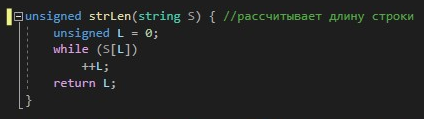 unsigned strLen(string S) { //рассчитывает длину строки
    unsigned L = 0;
    while (S[L])
        ++L;
    return L;
}